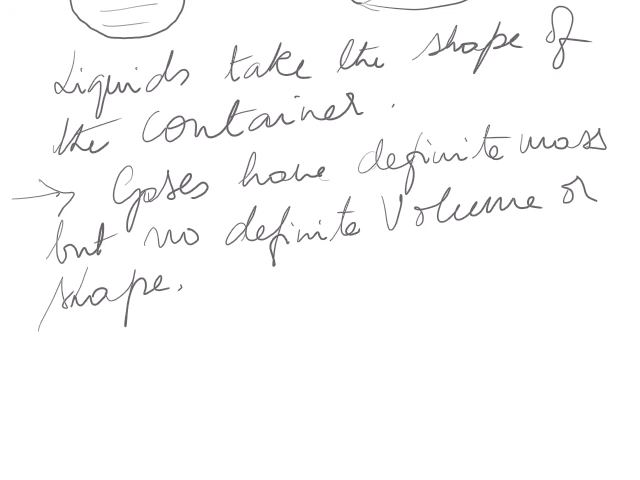 Liquids take the shape of
the container.
→ Gases have definite mass
but no definite Volume or
shape.